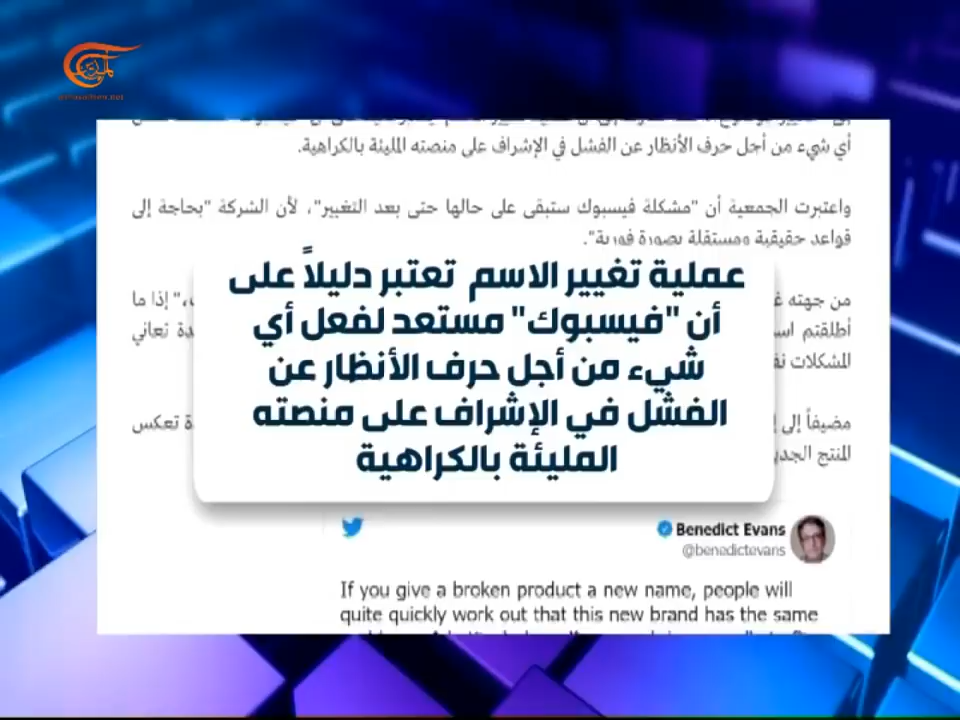 الميادين
almayadeen.net
أي شيء من أجل حرف الأنظار عن الفشل في الإشراف على منصته المليئة بالكراهية.
واعتبرت الجمعية أن "مشكلة فيسبوك ستبقى على حالها حتى بعد التغيير"، لأن الشركة "بحاجة إلى
قواعد حقيقية ومستقلة بصورة فورية".
عملية تغيير الاسم تعتبر دليلاً على
أن "فيسبوك" مستعد لفعل أي
شيء من أجل حرف الأنظار عن
الفشل في الإشراف على منصته
المليئة بالكراهية
من جهته
إذا ما
أطلقتم
تعاني
المشكلات
مضيفاً إلى
تعكس
المنتج
Benedict Evans
@benedictevans
If you give a broken product a new name, people will
quite quickly work out that this new brand has the same